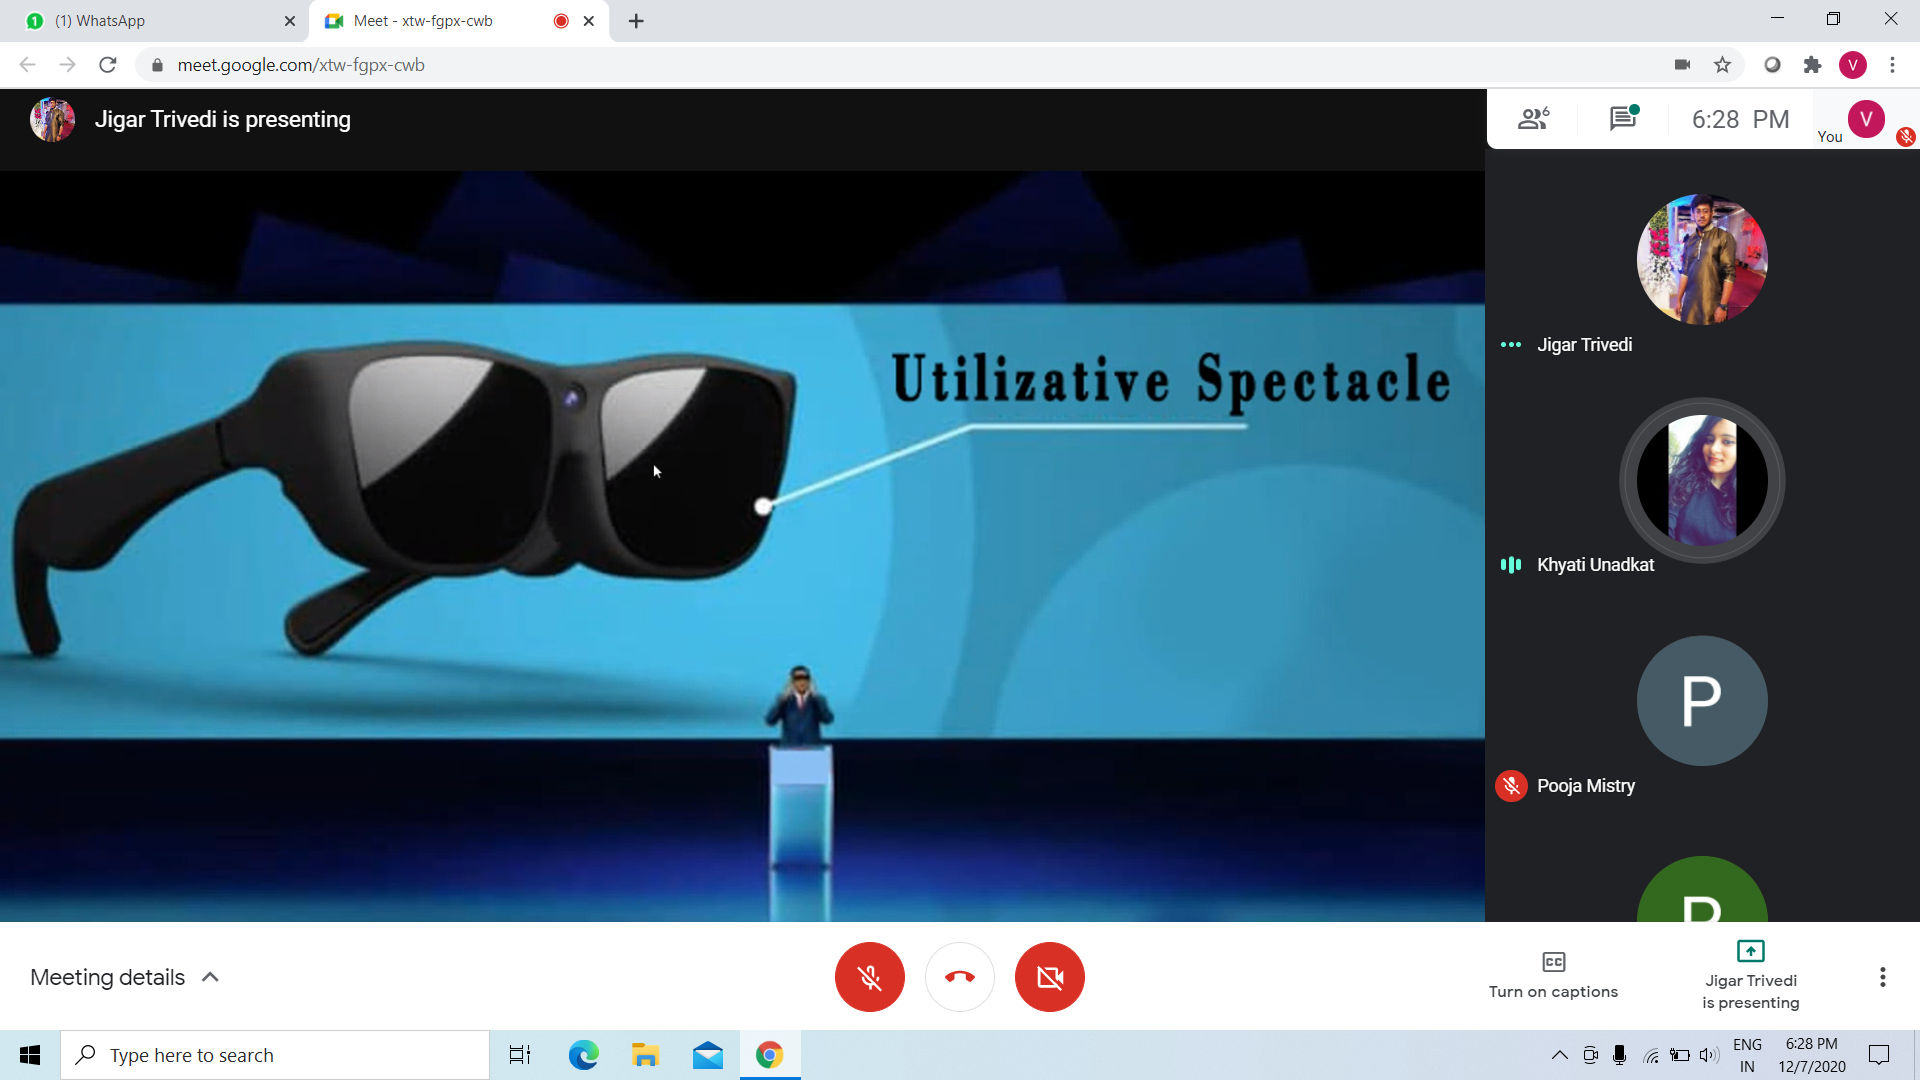 (1) WhatsApp
Meet - xtw-fgpx-cwb
meet.google.com/xtw-fgpx-cwb
V
Jigar Trivedi is presenting
6
6:28 PM
You
V
Utilizative Spectacle
Jigar Trivedi
Khyati Unadkat
P
Pooja Mistry
Meeting details
CC
Turn on captions
Jigar Trivedi
is presenting
Type here to search
ENG
IN
6:28 PM
12/7/2020